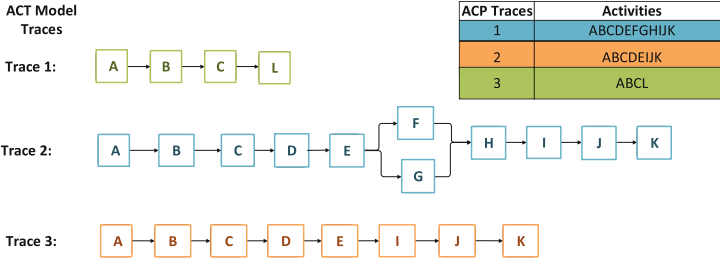 ACT Model
Traces
ACP Traces Activities
1 ABCDEFGHIJK
2 ABCDEIJK
3 ABCL
Trace 1: A B C L
Trace 2: A B C D E F G H I J K
Trace 3: A B C D E I J K